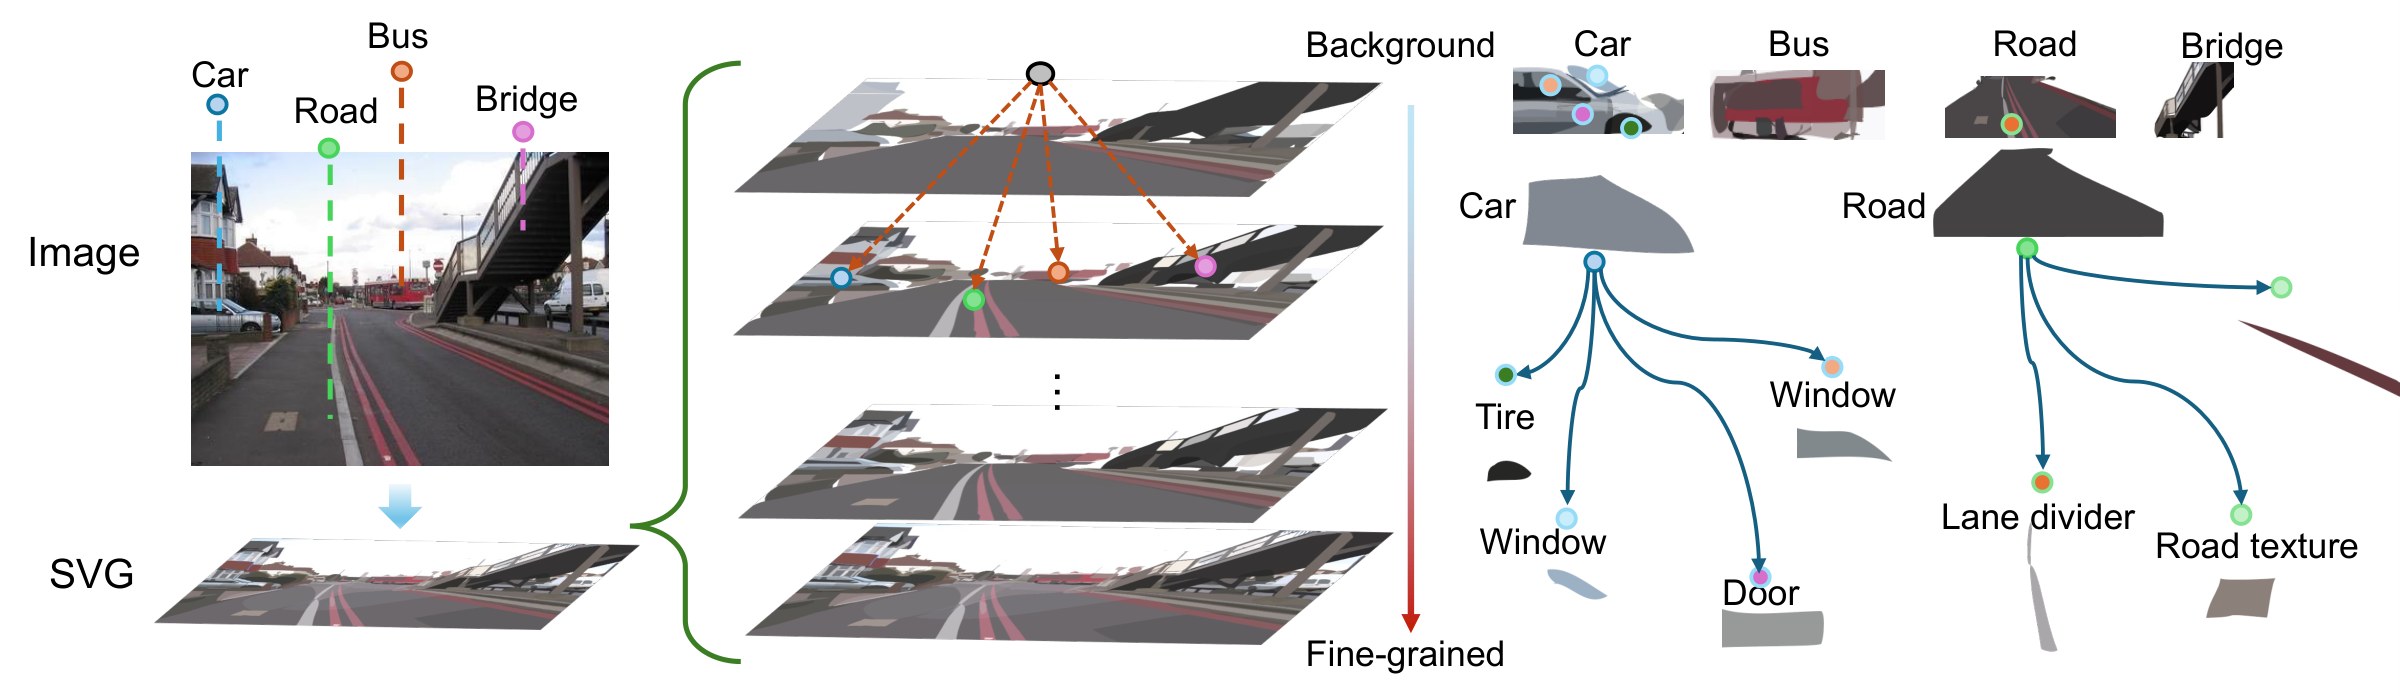 Car
Bus
Road
Bridge
Image
SVG
Background
⋮
Fine-grained
Car
Bus
Road
Bridge
Car
Tire
Window
Window
Door
Road
Lane divider
Road texture